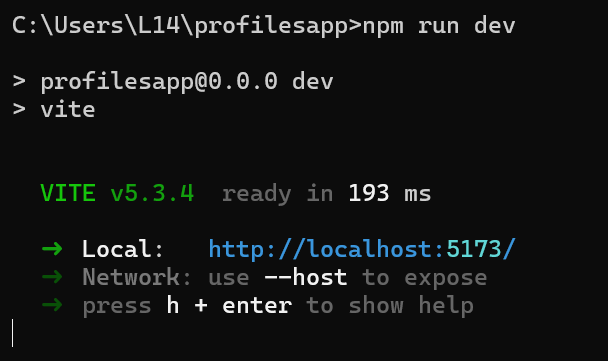 C:\Users\L14\profilesapp>npm run dev
> profilesapp@0.0.0 dev
> vite
VITE v5.3.4  ready in 193 ms
➜  Local:   http://localhost:5173/
➜  Network: use --host to expose
➜  press h + enter to show help